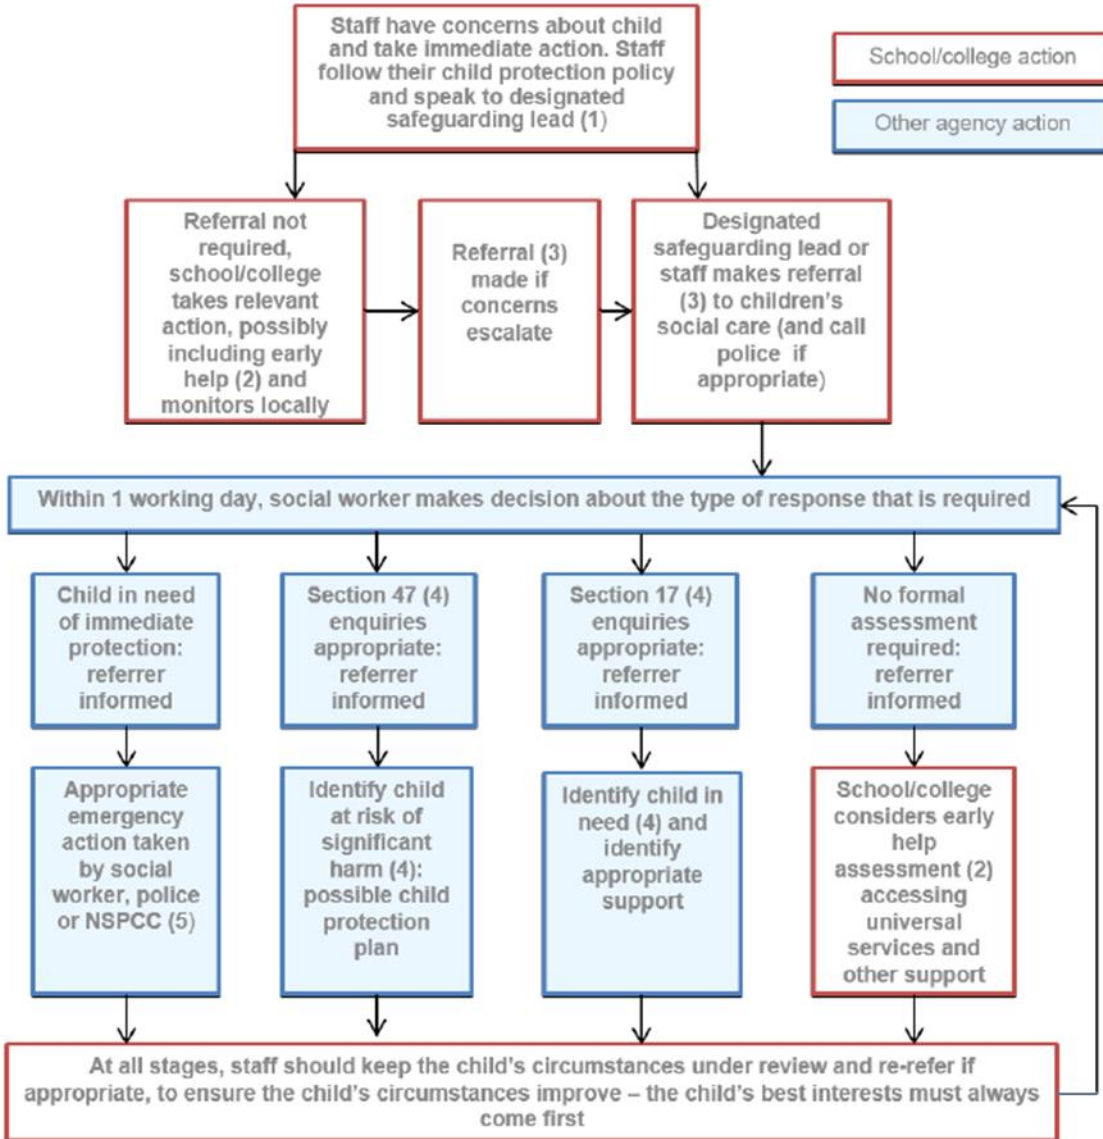 Staff have concerns about child
and take immediate action. Staff
follow their child protection policy
and speak to designated
safeguarding lead (1)
School/college action
Other agency action
Referral not
required,
school/college
takes relevant
action, possibly
including early
help (2) and
monitors locally
Referral (3)
made if
concerns
escalate
Designated
safeguarding lead or
staff makes referral
(3) to children's
social care (and call
police if
appropriate)
Within 1 working day, social worker makes decision about the type of response that is required
Child in need
of immediate
protection:
referrer
informed
Section 47 (4)
enquiries
appropriate:
referrer
informed
Section 17 (4)
enquiries
appropriate:
referrer
informed
No formal
assessment
required:
referrer
informed
Appropriate
emergency
action taken
by social
worker, police
or NSPCC (5)
Identify child
at risk of
significant
harm (4):
possible child
protection
plan
Identify child in
need (4) and
identify
appropriate
support
School/college
considers early
help
assessment (2)
accessing
universal
services and
other support
At all stages, staff should keep the child's circumstances under review and re-refer if
appropriate, to ensure the child's circumstances improve – the child's best interests must always
come first